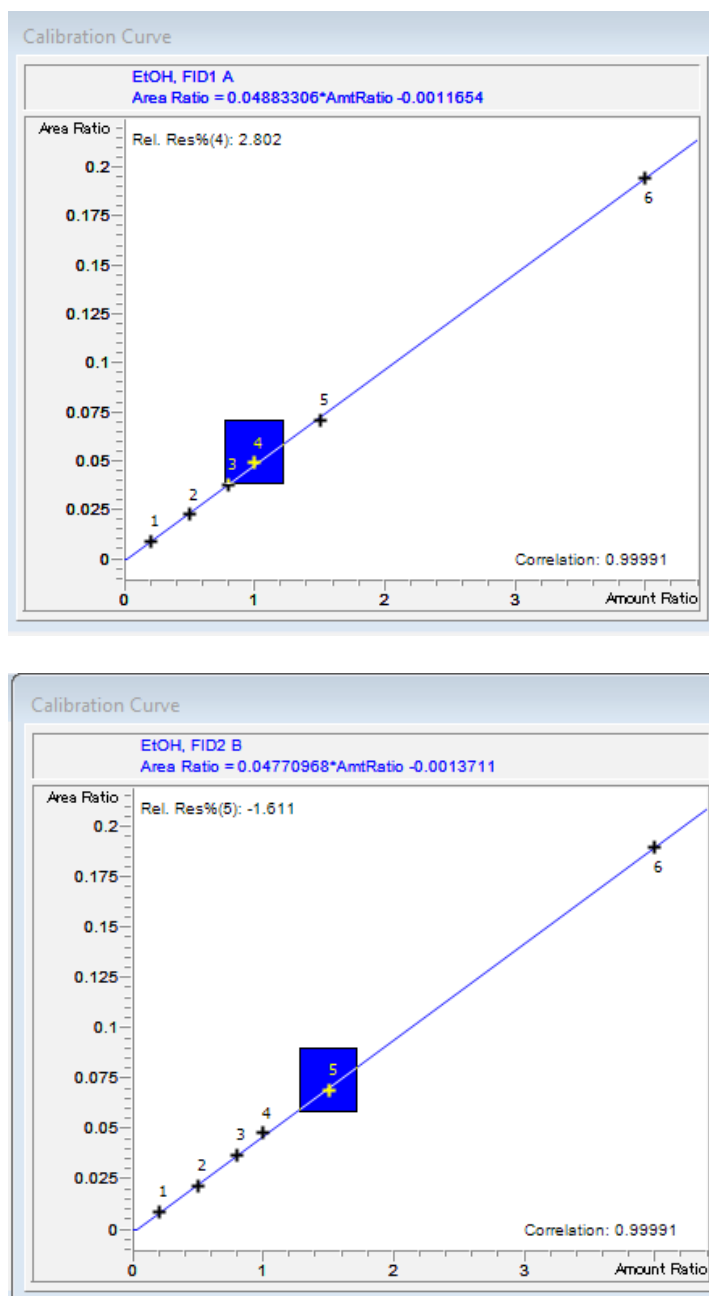 Calibration Curve
EtOH, FID1 A
Area Ratio = 0.04883306*AmtRatio -0.0011654
Area Ratio
Rel. Res%(4): 2.802
0.2
6
0.175
0.15
0.125
0.1
5
0.075
4
0.05
3
2
0.025
1
0
Correlation: 0.99991
0 1 2 3 Amount Ratio
Calibration Curve
EtOH, FID2 B
Area Ratio = 0.04770968*AmtRatio -0.0013711
Area Ratio
Rel. Res%(5): -1.611
0.2
6
0.175
0.15
0.125
0.1
5
0.075
4
0.05
3
2
0.025
1
0
Correlation: 0.99991
0 1 2 3 Amount Ratio